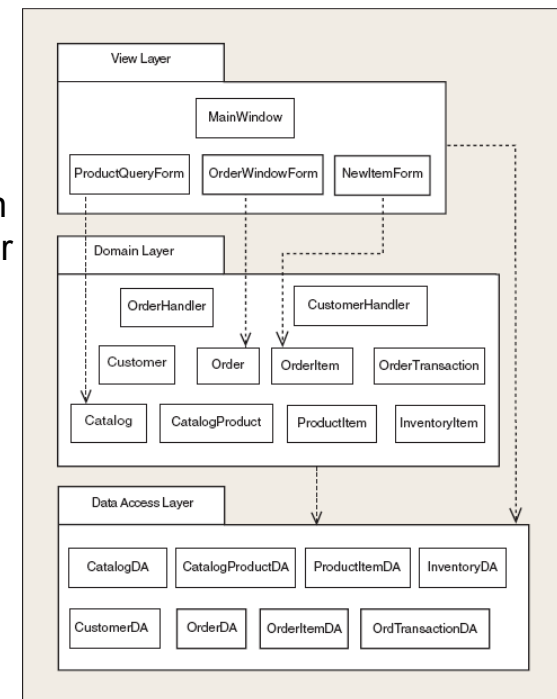 View Layer
MainWindow
ProductQueryForm OrderWindowForm NewItemForm
Domain Layer
OrderHandler CustomerHandler
Customer Order OrderItem OrderTransaction
Catalog CatalogProduct ProductItem InventoryItem
Data Access Layer
CatalogDA CatalogProductDA ProductItemDA InventoryDA
CustomerDA OrderDA OrderItemDA OrdTransactionDA